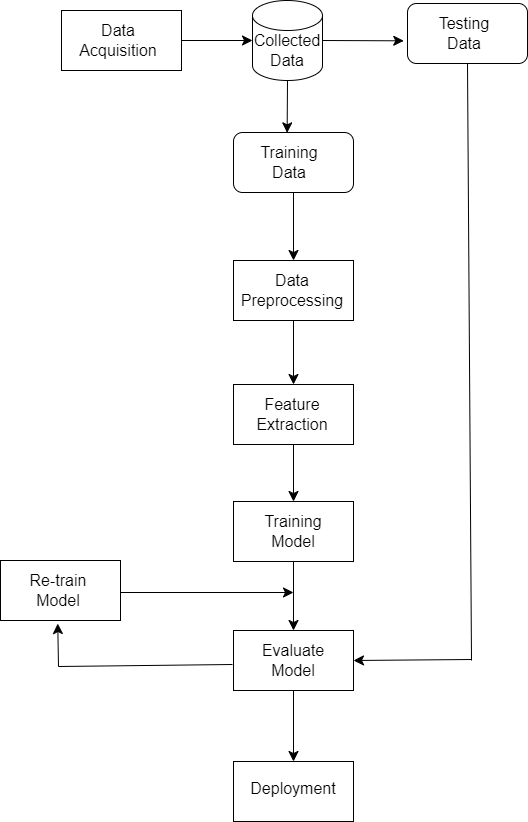 Data
Acquisition
Collected
Data
Testing
Data
Training
Data
Data
Preprocessing
Feature
Extraction
Training
Model
Re-train
Model
Evaluate
Model
Deployment